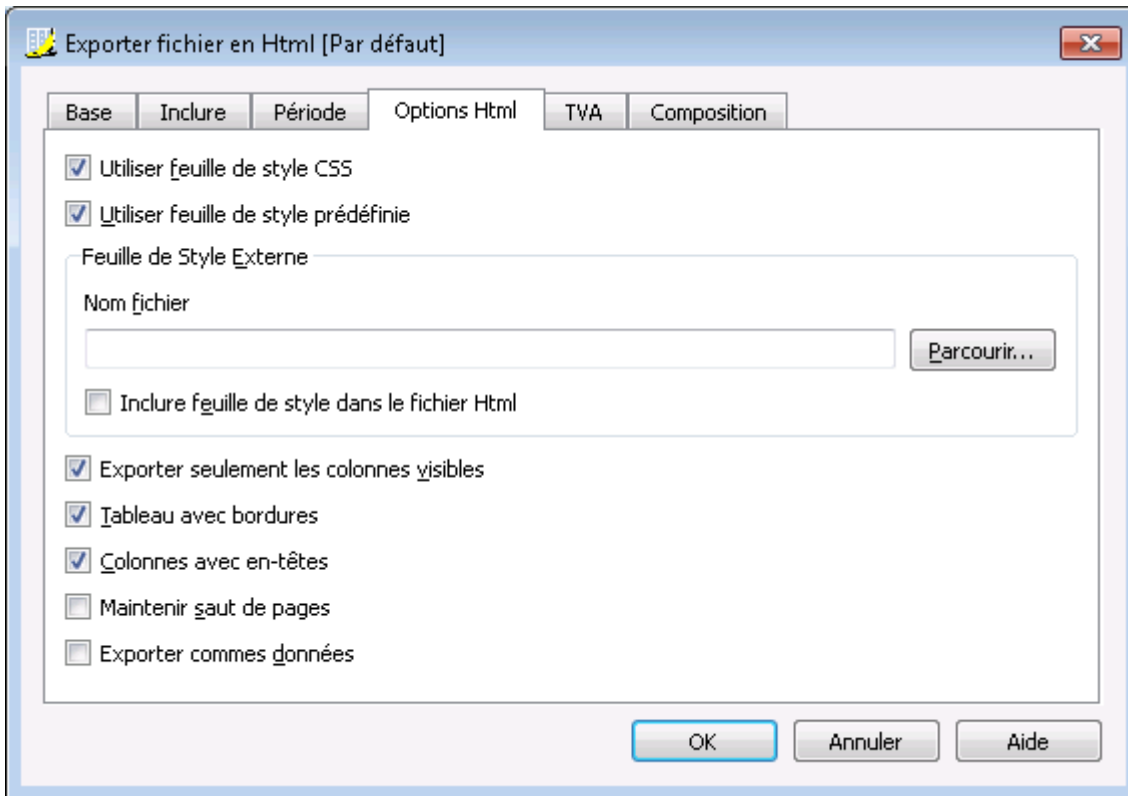 Exporter fichier en Html [Par défaut]
Base Inclure Période Options Html TVA Composition
Utiliser feuille de style CSS
Utiliser feuille de style prédéfinie
Feuille de Style Externe
Nom fichier
Parcourir...
Inclure feuille de style dans le fichier Html
Exporter seulement les colonnes visibles
Tableau avec bordures
Colonnes avec en-têtes
Maintenir saut de pages
Exporter commes données
OK Annuler Aide